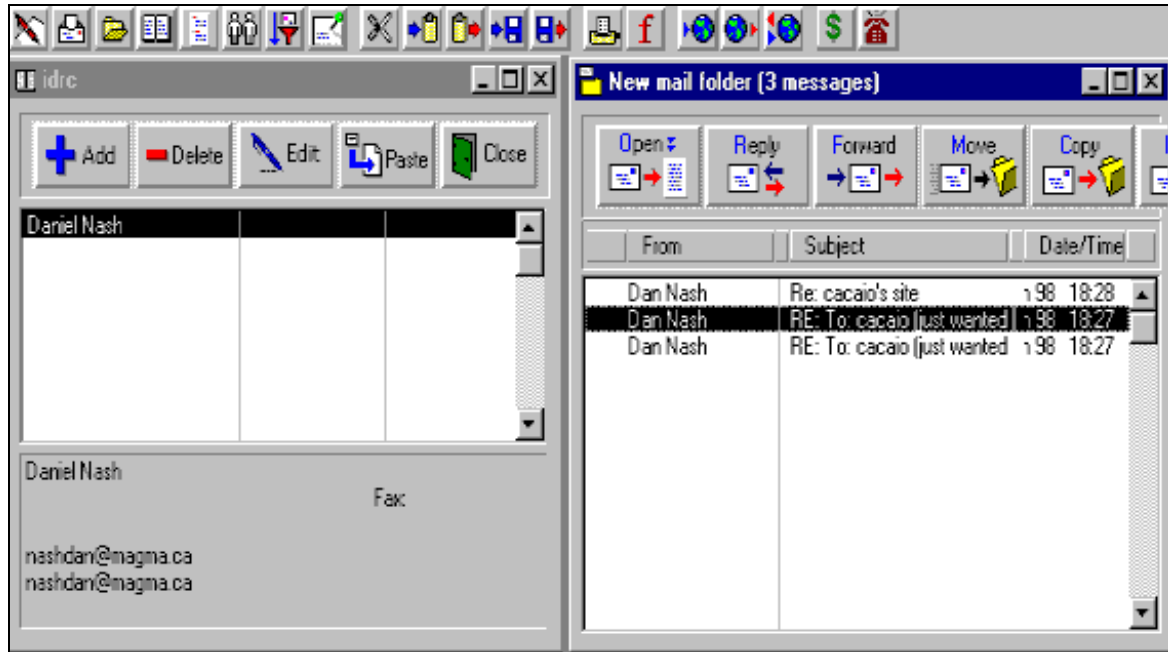 f $
idrc
Add Delete Edit Paste Close
Daniel Nash
Daniel Nash
Fax:
nashdan@magma.ca
nashdan@magma.ca
New mail folder (3 messages)
Open Reply Forward Move Copy
From Subject Date/Time
Dan Nash Re: cacaio's site 98 18:28
Dan Nash RE: To: cacaio (just wanted 98 18:27
Dan Nash RE: To: cacaio (just wanted 98 18:27